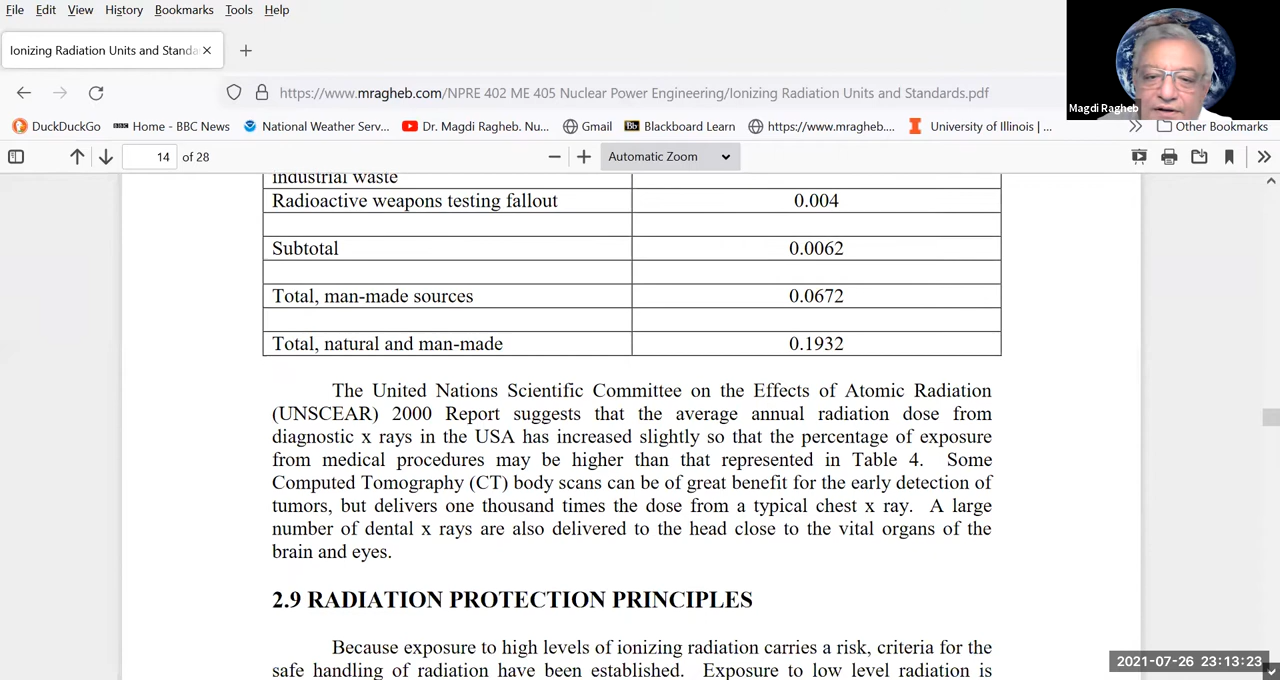 File Edit View History Bookmarks Tools Help
Ionizing Radiation Units and Standa
https://www.mragheb.com/NPRE 402 ME 405 Nuclear Power Engineering/Ionizing Radiation Units and Standards.pdf
Magdi Ragheb
DuckDuckGo BBC Home - BBC News National Weather Serv... Dr. Magdi Ragheb. Nu... Gmail Bb Blackboard Learn https://www.mragheb.... I University of Illinois |... Other Bookmarks
14 of 28 Automatic Zoom
industrial waste
Radioactive weapons testing fallout 0.004
Subtotal 0.0062
Total, man-made sources 0.0672
Total, natural and man-made 0.1932
The United Nations Scientific Committee on the Effects of Atomic Radiation
(UNSCEAR) 2000 Report suggests that the average annual radiation dose from
diagnostic x rays in the USA has increased slightly so that the percentage of exposure
from medical procedures may be higher than that represented in Table 4. Some
Computed Tomography (CT) body scans can be of great benefit for the early detection of
tumors, but delivers one thousand times the dose from a typical chest x ray. A large
number of dental x rays are also delivered to the head close to the vital organs of the
brain and eyes.
2.9 RADIATION PROTECTION PRINCIPLES
Because exposure to high levels of ionizing radiation carries a risk, criteria for the
safe handling of radiation have been established. Exposure to low level radiation is
2021-07-26 23:13:23